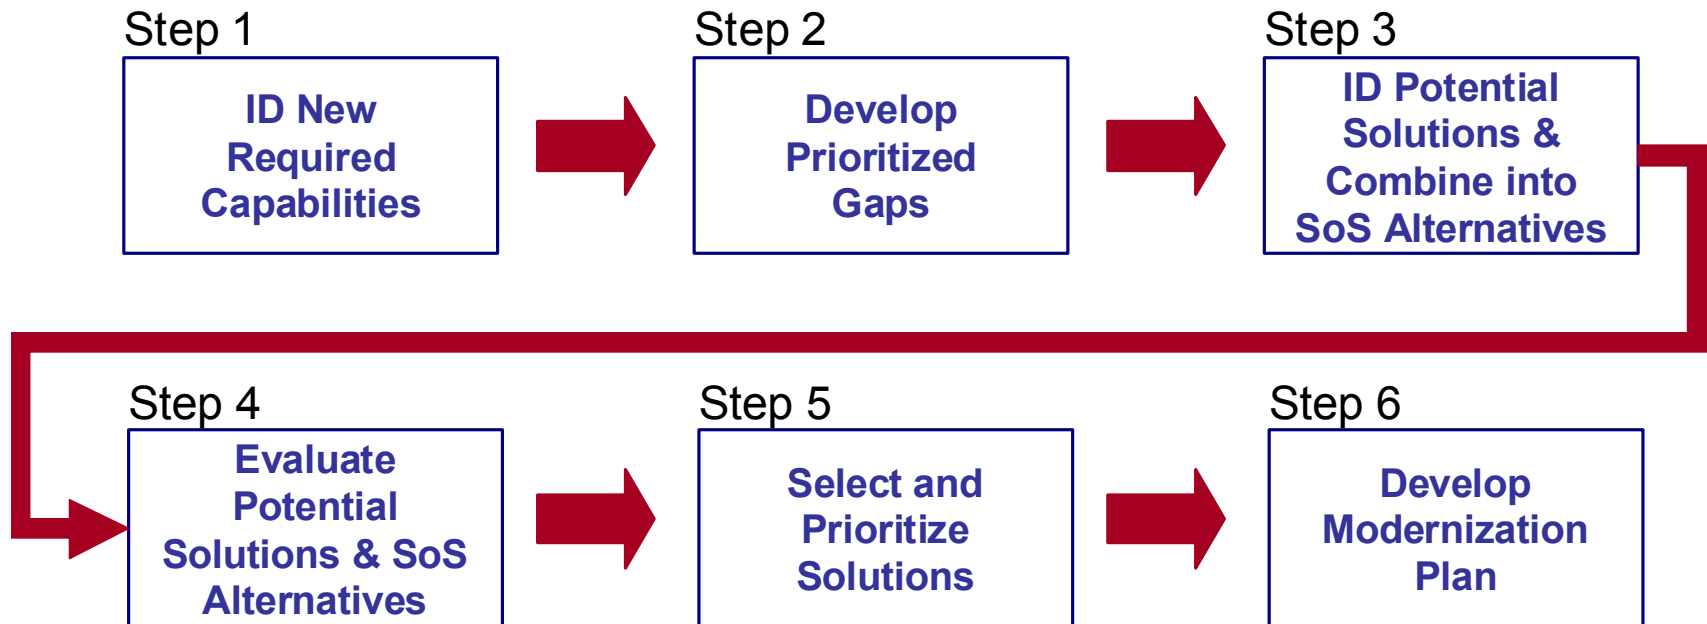 Step 1
ID New
Required
Capabilities
Step 2
Develop
Prioritized
Gaps
Step 3
ID Potential
Solutions &
Combine into
SoS Alternatives
Step 4
Evaluate
Potential
Solutions & SoS
Alternatives
Step 5
Select and
Prioritize
Solutions
Step 6
Develop
Modernization
Plan